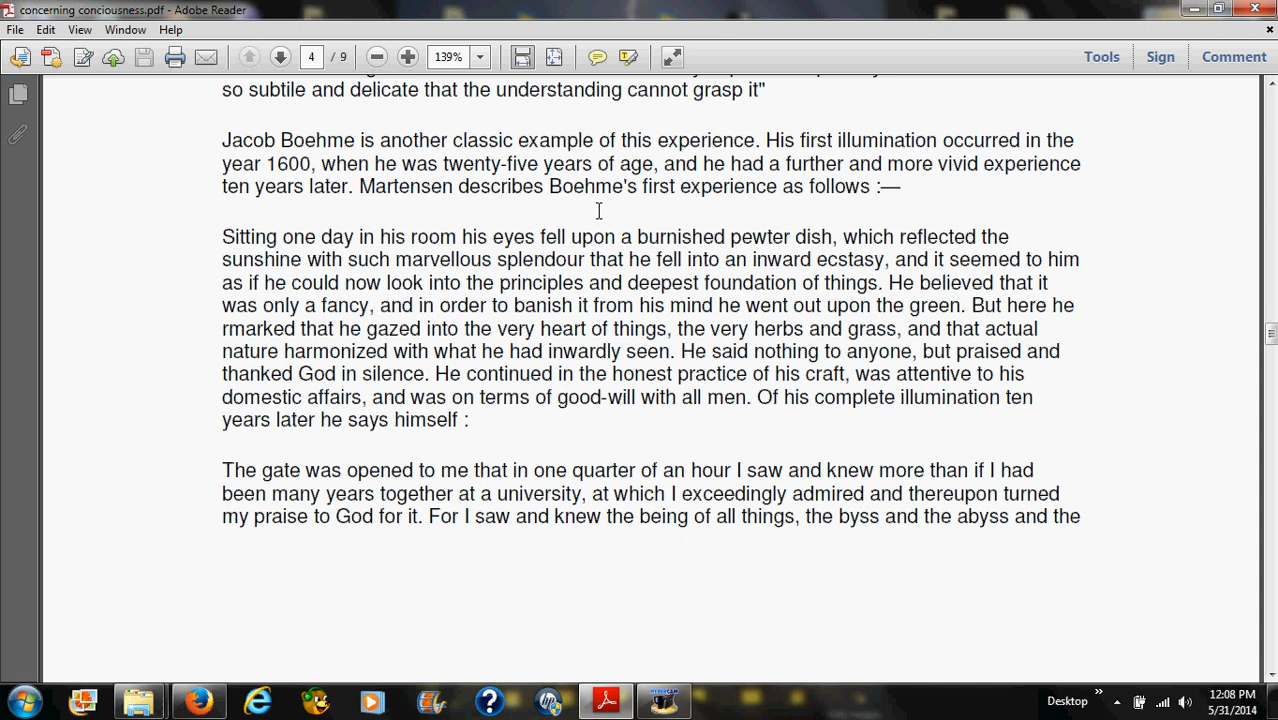 concerning conciousness.pdf - Adobe Reader
File Edit View Window Help
4 / 9 139% Tools Sign Comment
so subtile and delicate that the understanding cannot grasp it"
Jacob Boehme is another classic example of this experience. His first illumination occurred in the
year 1600, when he was twenty-five years of age, and he had a further and more vivid experience
ten years later. Martensen describes Boehme's first experience as follows :—
Sitting one day in his room his eyes fell upon a burnished pewter dish, which reflected the
sunshine with such marvellous splendour that he fell into an inward ecstasy, and it seemed to him
as if he could now look into the principles and deepest foundation of things. He believed that it
was only a fancy, and in order to banish it from his mind he went out upon the green. But here he
rmarked that he gazed into the very heart of things, the very herbs and grass, and that actual
nature harmonized with what he had inwardly seen. He said nothing to anyone, but praised and
thanked God in silence. He continued in the honest practice of his craft, was attentive to his
domestic affairs, and was on terms of good-will with all men. Of his complete illumination ten
years later he says himself :
The gate was opened to me that in one quarter of an hour I saw and knew more than if I had
been many years together at a university, at which I exceedingly admired and thereupon turned
my praise to God for it. For I saw and knew the being of all things, the byss and the abyss and the
Desktop 12:08 PM
5/31/2014